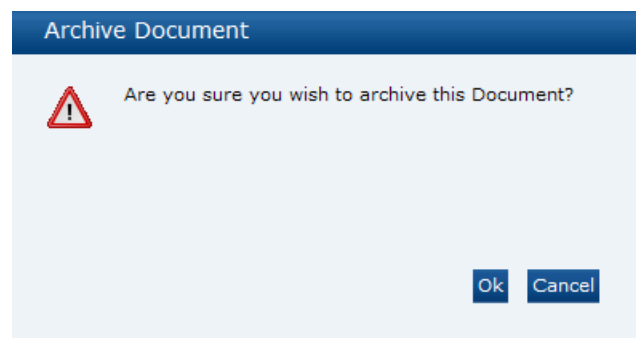 Archive Document
Are you sure you wish to archive this Document?
Ok Cancel